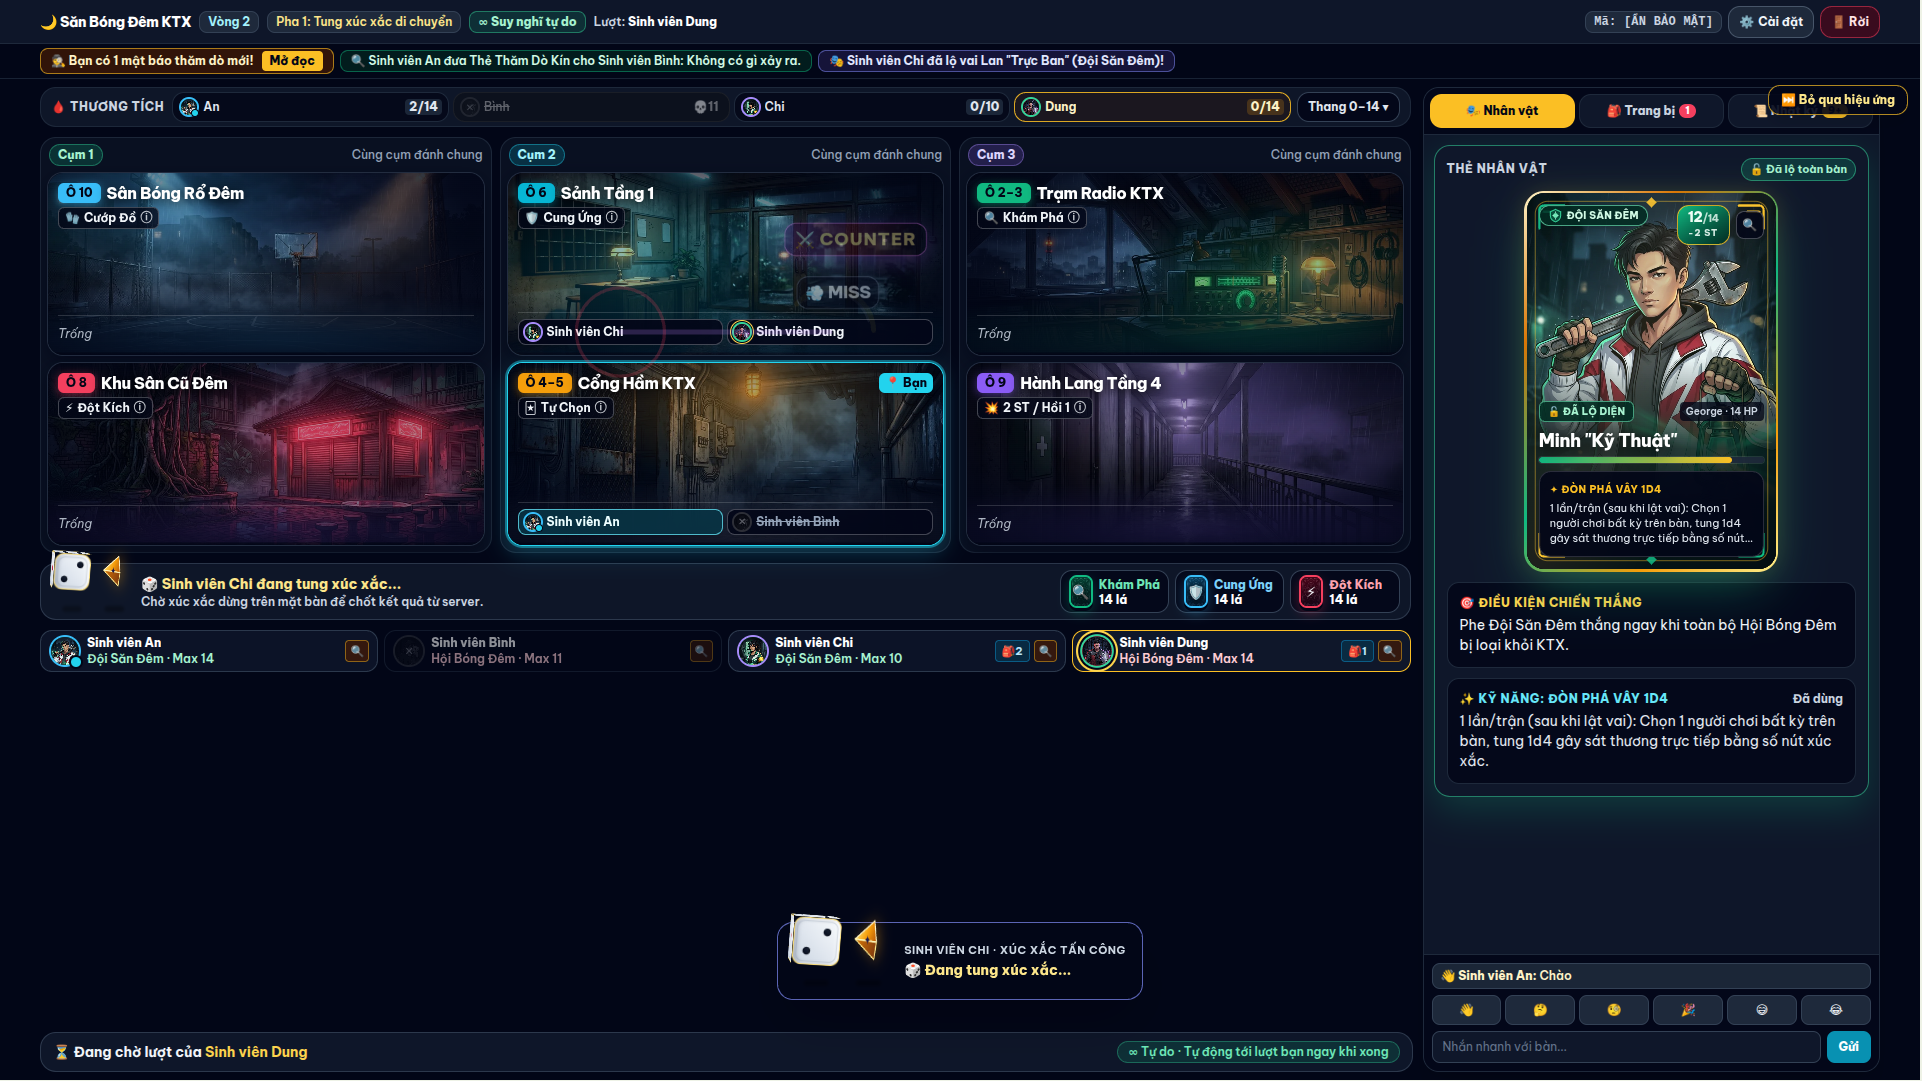 🌙 Săn Bóng Đêm KTX
Vòng 2
Pha 1: Tung xúc xắc di chuyển
∞ Suy nghĩ tự do
Lượt: Sinh viên Dung
Mã: [ẨN BẢO MẬT]
⚙️ Cài đặt
🚪 Rời
🕵️ Bạn có 1 mật báo thăm dò mới! Mở đọc
🔍 Sinh viên An đưa Thẻ Thăm Dò Kín cho Sinh viên Bình: Không có gì xảy ra.
🎭 Sinh viên Chi đã lộ vai Lan "Trực Ban" (Đội Săn Đêm)!
🩸 THƯƠNG TÍCH
An 2/14
Bình 💀11
Chi 0/10
Dung 0/14
Thang 0–14 ▾
🎭 Nhân vật
🎒 Trang bị 1
⏩ Bỏ qua hiệu ứng
Cụm 1
Cùng cụm đánh chung
Ô 10 Sân Bóng Rổ Đêm
🧤 Cướp Đồ ⓘ
Trống
Ô 8 Khu Sân Cũ Đêm
⚡ Đột Kích ⓘ
Trống
Cụm 2
Cùng cụm đánh chung
Ô 6 Sảnh Tầng 1
🛡️ Cung Ứng ⓘ
⚔ COUNTER
💨 MISS
Sinh viên Chi
Sinh viên Dung
Ô 4-5 Cổng Hầm KTX
📍 Bạn
🃏 Tự Chọn ⓘ
Sinh viên An
Sinh viên Bình
Cụm 3
Cùng cụm đánh chung
Ô 2-3 Trạm Radio KTX
🔍 Khám Phá ⓘ
Trống
Ô 9 Hành Lang Tầng 4
💥 2 ST / Hồi 1 ⓘ
Trống
🎲 Sinh viên Chi đang tung xúc xắc...
Chờ xúc xắc dừng trên mặt bàn để chốt kết quả từ server.
Khám Phá
14 lá
Cung Ứng
14 lá
Đột Kích
14 lá
Sinh viên An
Đội Săn Đêm · Max 14
Sinh viên Bình
Hội Bóng Đêm · Max 11
Sinh viên Chi
Đội Săn Đêm · Max 10
🎒2
Sinh viên Dung
Hội Bóng Đêm · Max 14
🎒1
THẺ NHÂN VẬT
🔓 Đã lộ toàn bàn
ĐỘI SĂN ĐÊM
12/14
-2 ST
🔓 ĐÃ LỘ DIỆN
George · 14 HP
Minh "Kỹ Thuật"
✦ ĐÒN PHÁ VÂY 1D4
1 lần/trận (sau khi lật vai): Chọn 1
người chơi bất kỳ trên bàn, tung 1d4
gây sát thương trực tiếp bằng số nút...
🎯 ĐIỀU KIỆN CHIẾN THẮNG
Phe Đội Săn Đêm thắng ngay khi toàn bộ Hội Bóng Đêm
bị loại khỏi KTX.
✨ KỸ NĂNG: ĐÒN PHÁ VÂY 1D4
Đã dùng
1 lần/trận (sau khi lật vai): Chọn 1 người chơi bất kỳ trên
bàn, tung 1d4 gây sát thương trực tiếp bằng số nút xúc
xắc.
SINH VIÊN CHI · XÚC XẮC TẤN CÔNG
🎲 Đang tung xúc xắc...
👋 Sinh viên An: Chào
Nhắn nhanh với bàn...
Gửi
⏳ Đang chờ lượt của Sinh viên Dung
∞ Tự do · Tự động tới lượt bạn ngay khi xong